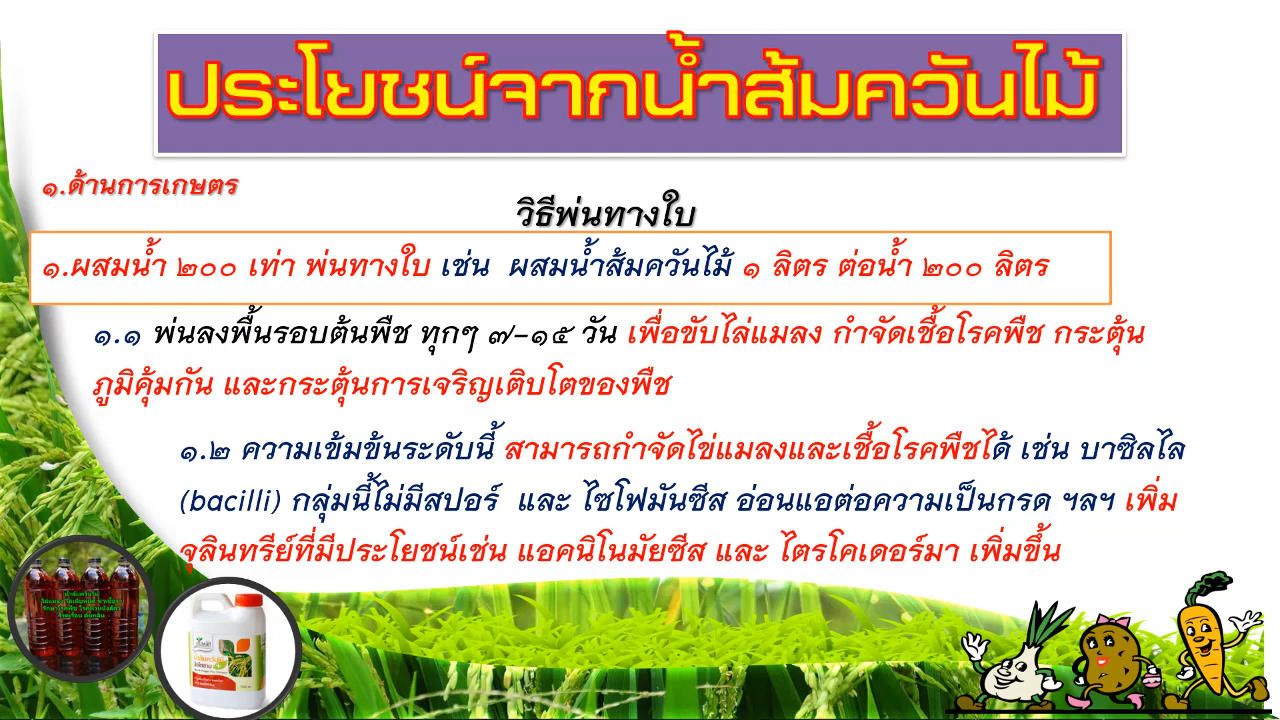 ประโยชน์จากน้ำส้มควันไม้
๑.ด้านการเกษตร
วิธีพ่นทางใบ
๑.ผสมน้ำ ๒๐๐ เท่า พ่นทางใบ เช่น ผสมน้ำส้มควันไม้ ๑ ลิตร ต่อน้ำ ๒๐๐ ลิตร
๑.๑ พ่นลงพื้นรอบต้นพืช ทุกๆ ๗-๑๕ วัน เพื่อขับไล่แมลง กำจัดเชื้อโรคพืช กระตุ้น
ภูมิคุ้มกัน และกระตุ้นการเจริญเติบโตของพืช
๑.๒ ความเข้มข้นระดับนี้ สามารถกำจัดไข่แมลงและเชื้อโรคพืชได้ เช่น บาซิลไล
(bacilli) กลุ่มนี้ไม่มีสปอร์ และ ไซโฟมันซีส อ่อนแอต่อความเป็นกรด ฯลฯ เพิ่ม
จุลินทรีย์ที่มีประโยชน์เช่น แอคนิโนมัยซีส และ ไตรโคเดอร์มา เพิ่มขึ้น
น้ำส้มควันไม้